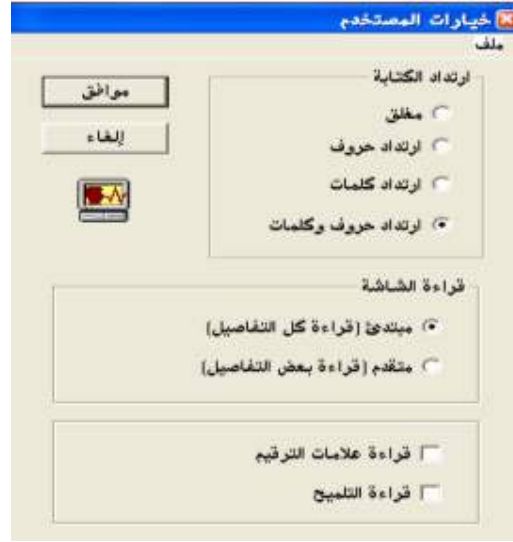 خيارات المستخدم
ملف
ارتداد الكتابة
مغلق
ارتداد حروف
ارتداد كلمات
ارتداد حروف وكلمات
موافق
إلغاء
قراءة الشاشة
مبتدئ (قراءة كل التفاصيل)
متقدم (قراءة بعض التفاصيل)
قراءة علامات الترقيم
قراءة التلميح